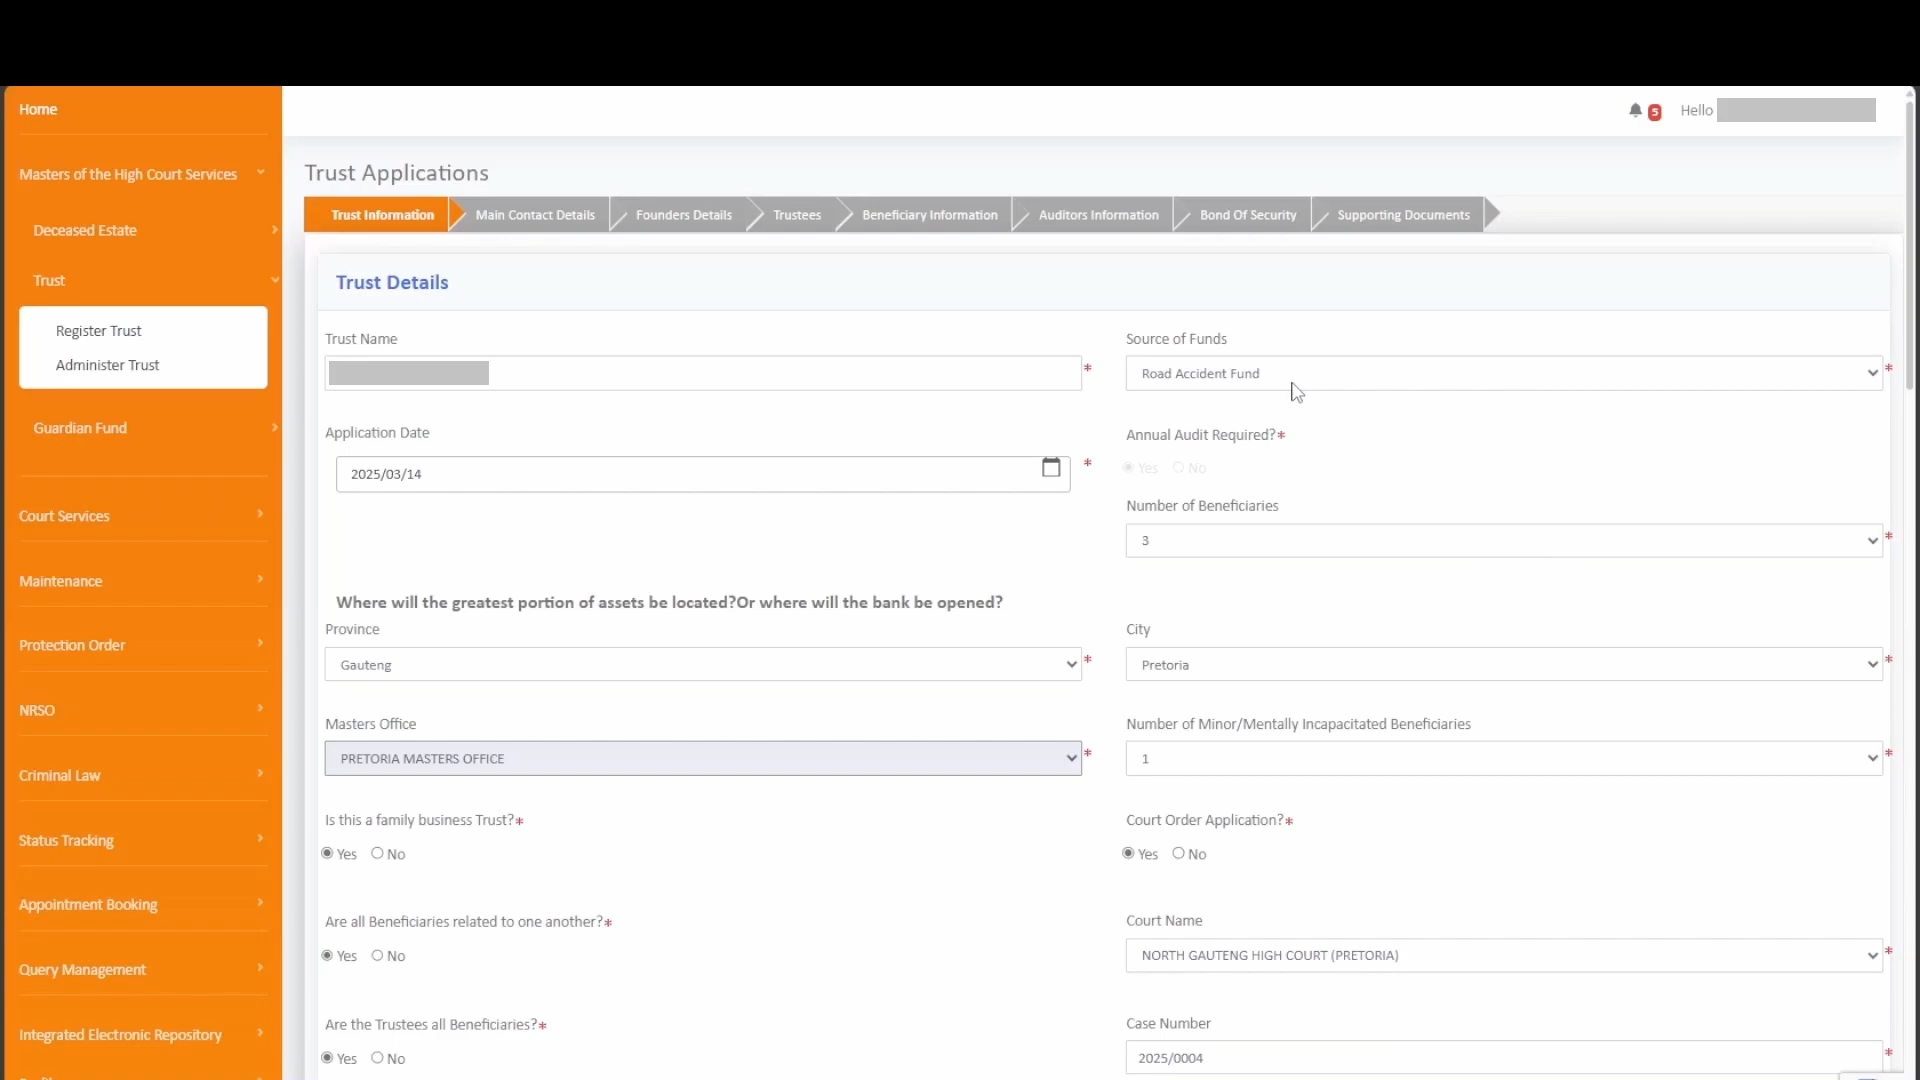 Home
5
Hello
Masters of the High Court Services
Deceased Estate
Trust
Register Trust
Administer Trust
Guardian Fund
Court Services
Maintenance
Protection Order
NRSO
Criminal Law
Status Tracking
Appointment Booking
Query Management
Integrated Electronic Repository
Trust Applications
Trust Information
Main Contact Details
Founders Details
Trustees
Beneficiary Information
Auditors Information
Bond Of Security
Supporting Documents
Trust Details
Trust Name
*
Source of Funds
Road Accident Fund *
Application Date
2025/03/14 *
Annual Audit Required?*
Yes No
Number of Beneficiaries
3 *
Where will the greatest portion of assets be located?Or where will the bank be opened?
Province
Gauteng *
City
Pretoria *
Masters Office
PRETORIA MASTERS OFFICE *
Number of Minor/Mentally Incapacitated Beneficiaries
1 *
Is this a family business Trust?*
Yes No
Court Order Application?*
Yes No
Are all Beneficiaries related to one another?*
Yes No
Court Name
NORTH GAUTENG HIGH COURT (PRETORIA) *
Are the Trustees all Beneficiaries?*
Yes No
Case Number
2025/0004 *